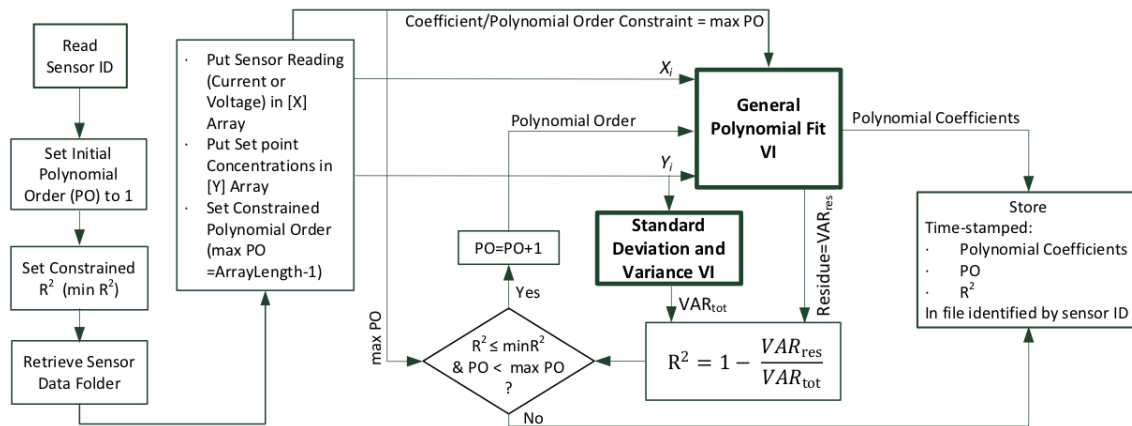 Read
Sensor ID
Set Initial
Polynomial
Order (PO) to 1
Set Constrained
R² (min R²)
Retrieve Sensor
Data Folder
· Put Sensor Reading
(Current or
Voltage) in [X]
Array
· Put Set point
Concentrations in
[Y] Array
· Set Constrained
Polynomial Order
(max PO
=ArrayLength-1)
Coefficient/Polynomial Order Constraint = max PO
Xᵢ
Polynomial Order
Yᵢ
General
Polynomial Fit
VI
Polynomial Coefficients
Standard
Deviation and
Variance VI
Residue=VARres
VARtot
PO=PO+1
Yes
max PO
R² ≤ minR²
& PO < max PO
?
No
R² = 1 − VARres / VARtot
Store
Time-stamped:
· Polynomial Coefficients
· PO
· R²
In file identified by sensor ID